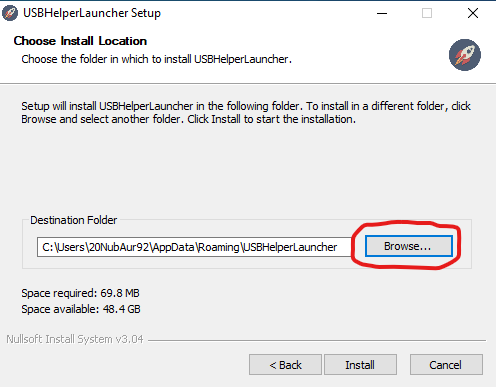 USBHelperLauncher Setup
Choose Install Location
Choose the folder in which to install USBHelperLauncher.
Setup will install USBHelperLauncher in the following folder. To install in a different folder, click
Browse and select another folder. Click Install to start the installation.
Destination Folder
C:\Users\20NubAur92\AppData\Roaming\USBHelperLauncher
Browse...
Space required: 69.8 MB
Space available: 48.4 GB
Nullsoft Install System v3.04
< Back
Install
Cancel